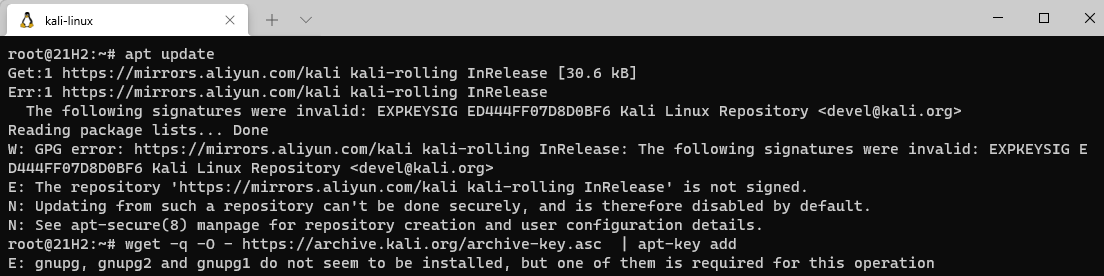 kali-linux
root@21H2:~# apt update
Get:1 https://mirrors.aliyun.com/kali kali-rolling InRelease [30.6 kB]
Err:1 https://mirrors.aliyun.com/kali kali-rolling InRelease
  The following signatures were invalid: EXPKEYSIG ED444FF07D8D0BF6 Kali Linux Repository <devel@kali.org>
Reading package lists... Done
W: GPG error: https://mirrors.aliyun.com/kali kali-rolling InRelease: The following signatures were invalid: EXPKEYSIG E
D444FF07D8D0BF6 Kali Linux Repository <devel@kali.org>
E: The repository 'https://mirrors.aliyun.com/kali kali-rolling InRelease' is not signed.
N: Updating from such a repository can't be done securely, and is therefore disabled by default.
N: See apt-secure(8) manpage for repository creation and user configuration details.
root@21H2:~# wget -q -O - https://archive.kali.org/archive-key.asc  | apt-key add
E: gnupg, gnupg2 and gnupg1 do not seem to be installed, but one of them is required for this operation